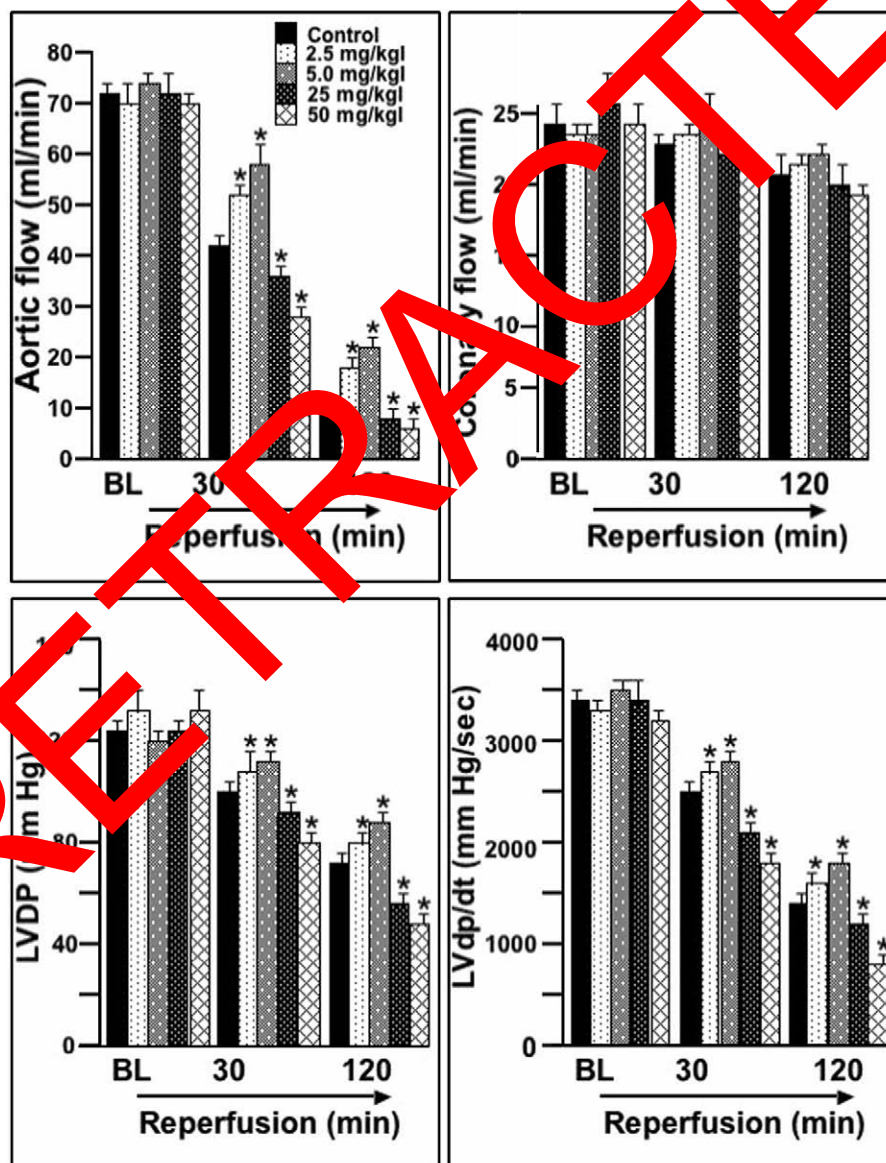 Control
2.5 mg/kgl
5.0 mg/kgl
25 mg/kgl
50 mg/kgl
Aortic flow (ml/min)
80
70
60
50
40
30
20
10
0
* * * *
* * * *
BL 30
Reperfusion (min)
flow (ml/min)
25
10
5
0
BL 30 120
Reperfusion (min)
LVDP
Hg)
80
40
0
* * * *
* * * *
BL 30 120
Reperfusion (min)
LVdp/dt (mm Hg/sec)
4000
3000
2000
1000
0
* * * *
* * * *
BL 30 120
Reperfusion (min)
RETRACTE